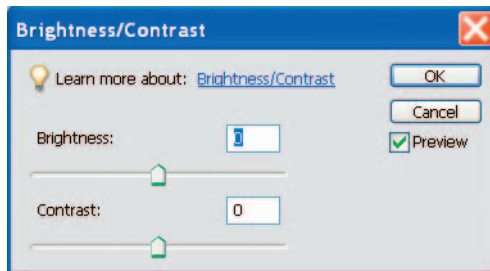 Brightness/Contrast
Learn more about: Brightness/Contrast
OK
Cancel
Preview
Brightness: 0
Contrast: 0